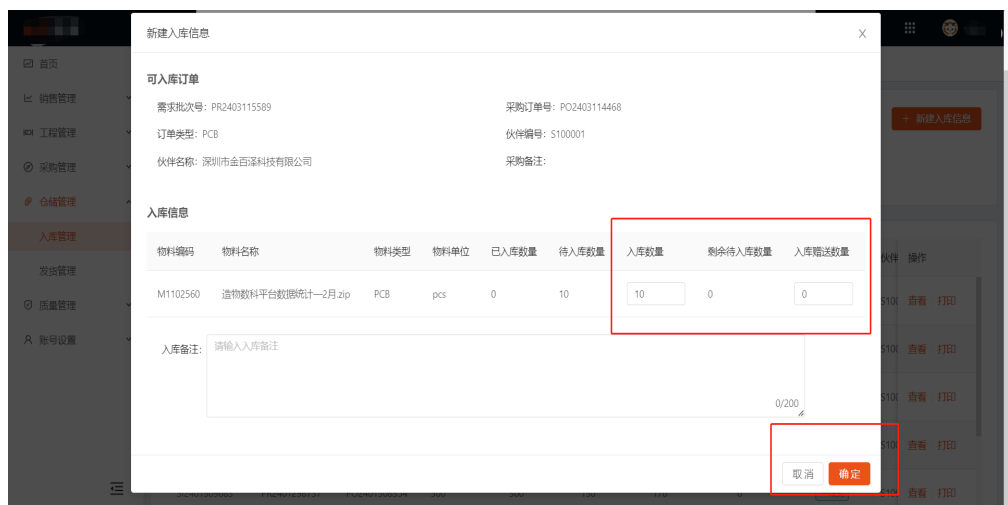 新建入库信息 X
首页
可入库订单
销售管理
需求批次号: PR2403115589 采购订单号: PO2403114468
+ 新建入库信息
工程管理
订单类型: PCB 伙伴编号: S100001
采购管理
伙伴名称: 深圳市金百泽科技有限公司 采购备注:
仓储管理
入库信息
入库管理
物料编码 物料名称 物料类型 物料单位 已入库数量 待入库数量 入库数量 剩余待入库数量 入库赠送数量
伙伴 操作
发货管理
M1102560 造物数科平台数据统计—2月.zip PCB pcs 0 10 10 0 0
S100 查看 打印
质量管理
账号设置
入库备注: 请输入入库备注
S100 查看 打印
S100 查看 打印
0/200
S100 查看 打印
取消 确定
S100 查看 打印